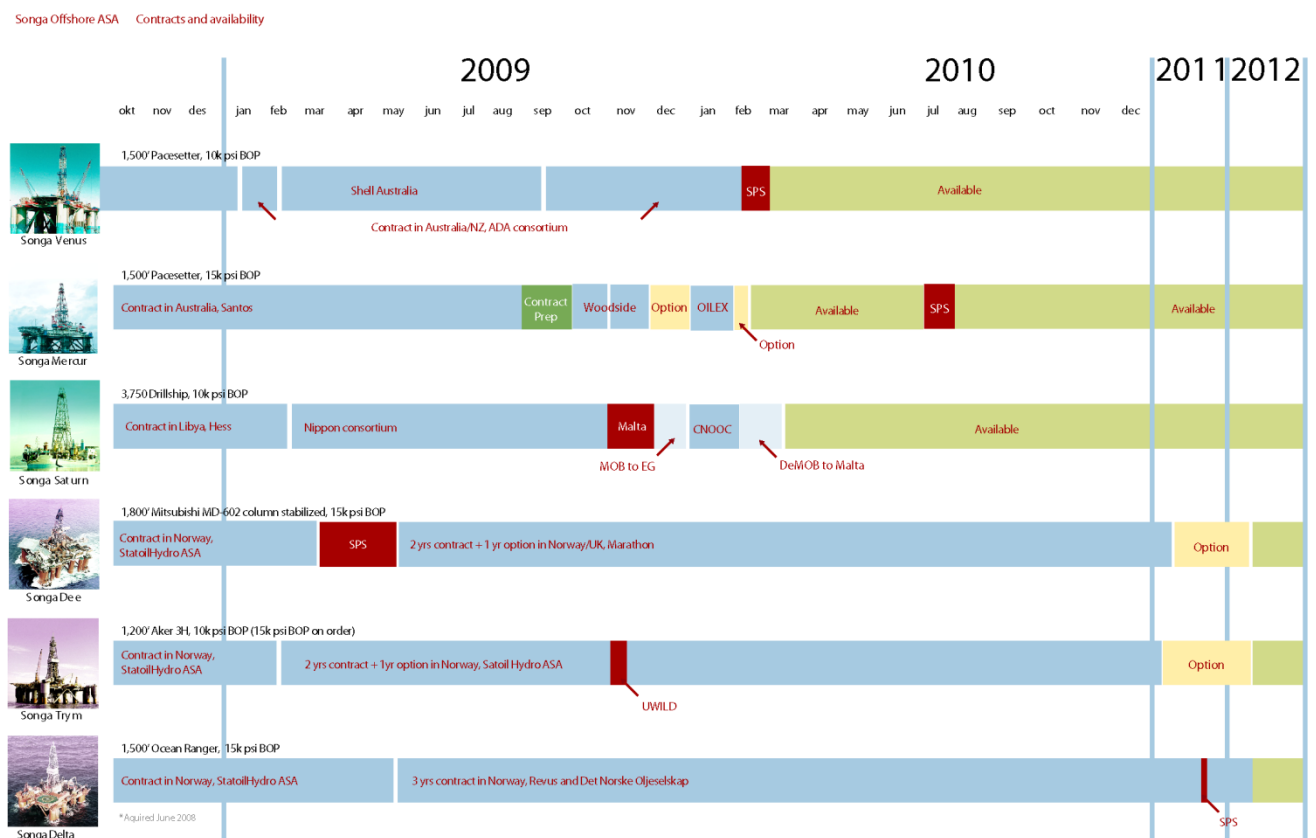 Songa Offshore ASA Contracts and availability
2009 2010 2011 2012
okt nov des jan feb mar apr may jun jul aug sep oct nov dec jan feb mar apr may jun jul aug sep oct nov dec
1,500' Pacesetter, 10k psi BOP
Shell Australia
SPS
Available
Contract in Australia/NZ, ADA consortium
Songa Venus
1,500' Pacesetter, 15k psi BOP
Contract in Australia, Santos
Contract
Prep
Woodside
Option
OILEX
Available
SPS
Available
Option
Songa Mercur
3,750 Drillship, 10k psi BOP
Contract in Libya, Hess
Nippon consortium
Malta
CNOOC
Available
MOB to EG
DeMOB to Malta
Songa Saturn
1,800' Mitsubishi MD-602 column stabilized, 15k psi BOP
Contract in Norway,
StatoilHydro ASA
SPS
2 yrs contract + 1 yr option in Norway/UK, Marathon
Option
Songa Dee
1,200' Aker 3H, 10k psi BOP (15k psi BOP on order)
Contract in Norway,
StatoilHydro ASA
2 yrs contract + 1yr option in Norway, Satoil Hydro ASA
Option
UWILD
Songa Trym
1,500' Ocean Ranger, 15k psi BOP
Contract in Norway, StatoilHydro ASA
3 yrs contract in Norway, Revus and Det Norske Oljeselskap
*Aquired June 2008
SPS
Songa Delta